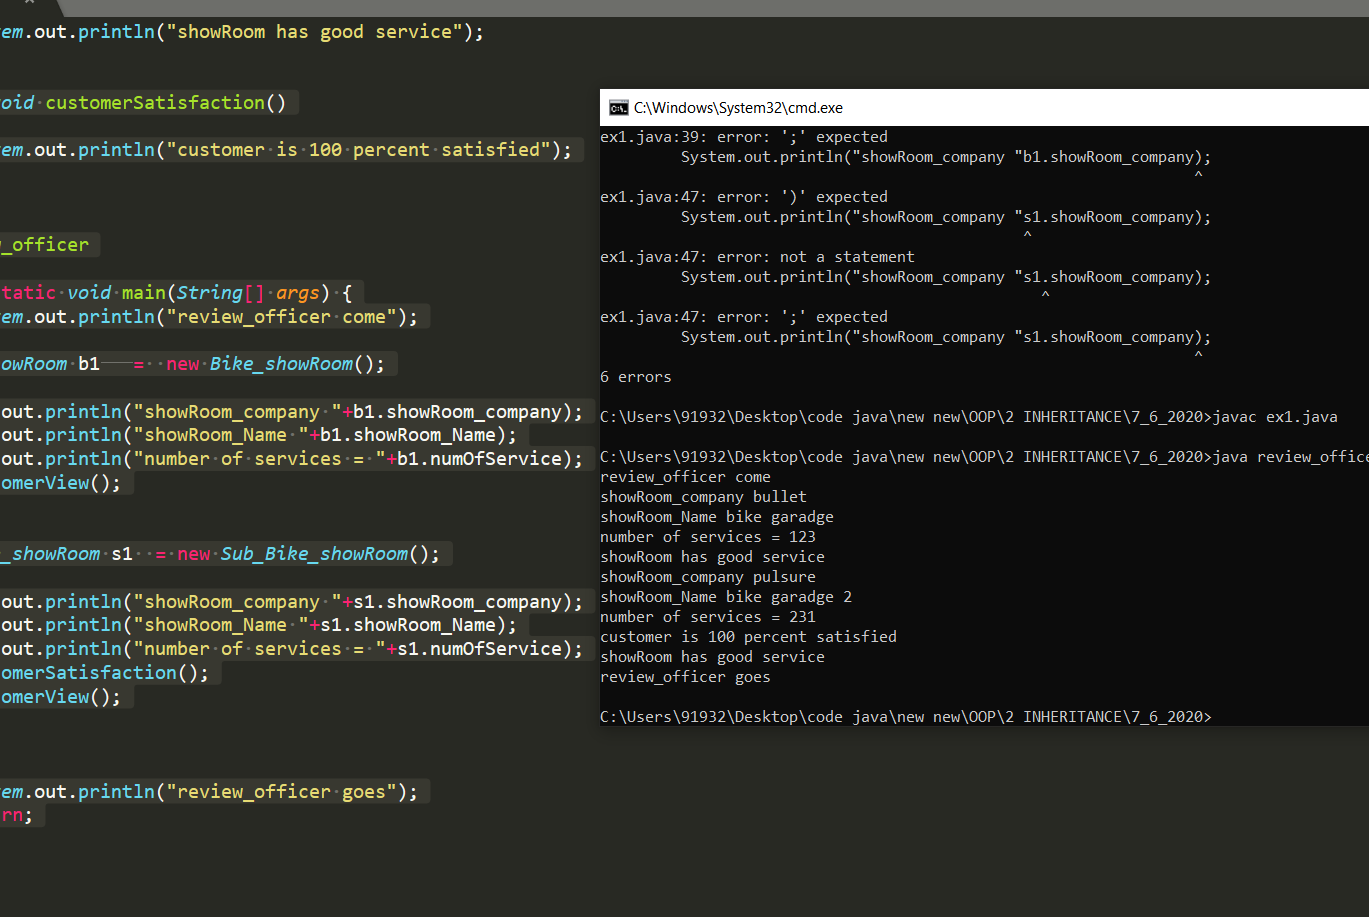 em.out.println("showRoom has good service");
oid customerSatisfaction()
em.out.println("customer is 100 percent satisfied");
_officer
tatic void main(String[] args) {
em.out.println("review_officer come");
owRoom b1 = new Bike_showRoom();
out.println("showRoom_company "+b1.showRoom_company);
out.println("showRoom_Name "+b1.showRoom_Name);
out.println("number of services = "+b1.numOfService);
omerView();
_showRoom s1 = new Sub_Bike_showRoom();
out.println("showRoom_company "+s1.showRoom_company);
out.println("showRoom_Name "+s1.showRoom_Name);
out.println("number of services = "+s1.numOfService);
omerSatisfaction();
omerView();
em.out.println("review_officer goes");
rn;
C:\Windows\System32\cmd.exe
ex1.java:39: error: ';' expected
System.out.println("showRoom_company "b1.showRoom_company);
^
ex1.java:47: error: ')' expected
System.out.println("showRoom_company "s1.showRoom_company);
^
ex1.java:47: error: not a statement
System.out.println("showRoom_company "s1.showRoom_company);
^
ex1.java:47: error: ';' expected
System.out.println("showRoom_company "s1.showRoom_company);
^
6 errors
C:\Users\91932\Desktop\code java\new new\OOP\2 INHERITANCE\7_6_2020>javac ex1.java
C:\Users\91932\Desktop\code java\new new\OOP\2 INHERITANCE\7_6_2020>java review_office
review_officer come
showRoom_company bullet
showRoom_Name bike garadge
number of services = 123
showRoom has good service
showRoom_company pulsure
showRoom_Name bike garadge 2
number of services = 231
customer is 100 percent satisfied
showRoom has good service
review_officer goes
C:\Users\91932\Desktop\code java\new new\OOP\2 INHERITANCE\7_6_2020>